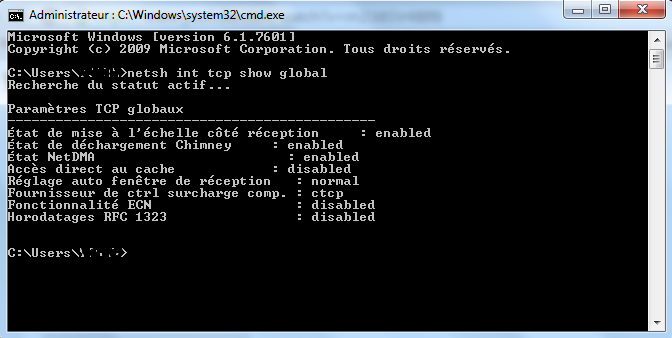 Administrateur : C:\Windows\system32\cmd.exe
Microsoft Windows [version 6.1.7601]
Copyright (c) 2009 Microsoft Corporation. Tous droits réservés.
C:\Users\>netsh int tcp show global
Recherche du statut actif...
Paramètres TCP globaux
----------------------------------------------
État de mise à l'échelle côté réception : enabled
État de déchargement Chimney : enabled
État NetDMA : enabled
Accès direct au cache : disabled
Réglage auto fenêtre de réception : normal
Fournisseur de ctrl surcharge comp. : ctcp
Fonctionnalité ECN : disabled
Horodatages RFC 1323 : disabled
C:\Users\>